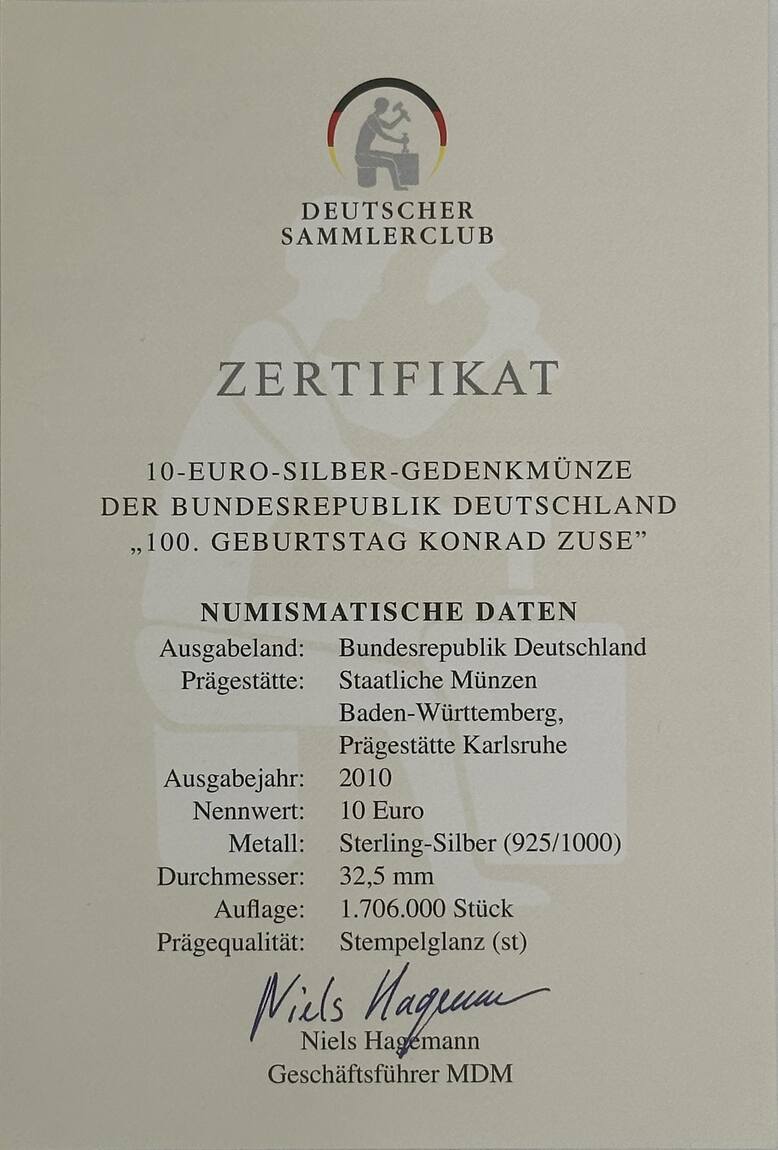 DEUTSCHER
SAMMLERCLUB
ZERTIFIKAT
10-EURO-SILBER-GEDENKMÜNZE
DER BUNDESREPUBLIK DEUTSCHLAND
„100. GEBURTSTAG KONRAD ZUSE”
NUMISMATISCHE DATEN
Ausgabeland: Bundesrepublik Deutschland
Prägestätte: Staatliche Münzen
Baden-Württemberg,
Prägestätte Karlsruhe
Ausgabejahr: 2010
Nennwert: 10 Euro
Metall: Sterling-Silber (925/1000)
Durchmesser: 32,5 mm
Auflage: 1.706.000 Stück
Prägequalität: Stempelglanz (st)
Niels Hagemann
Niels Hagemann
Geschäftsführer MDM